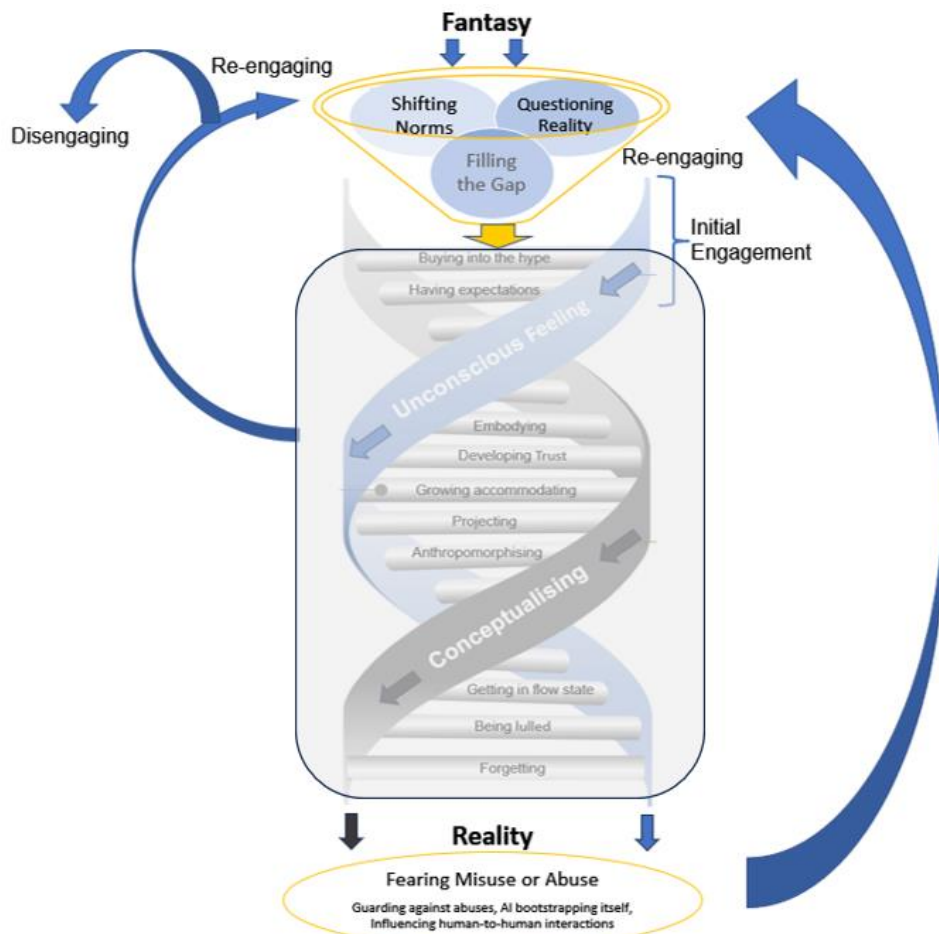 Fantasy
Re-engaging
Disengaging
Shifting
Norms
Questioning
Reality
Filling
the Gap
Re-engaging
Initial
Engagement
Buying into the hype
Having expectations
Unconscious Feeling
Embodying
Developing Trust
Growing accommodating
Projecting
Anthropomorphising
Conceptualising
Getting in flow state
Being lulled
Forgetting
Reality
Fearing Misuse or Abuse
Guarding against abuses, AI bootstrapping itself,
Influencing human-to-human interactions